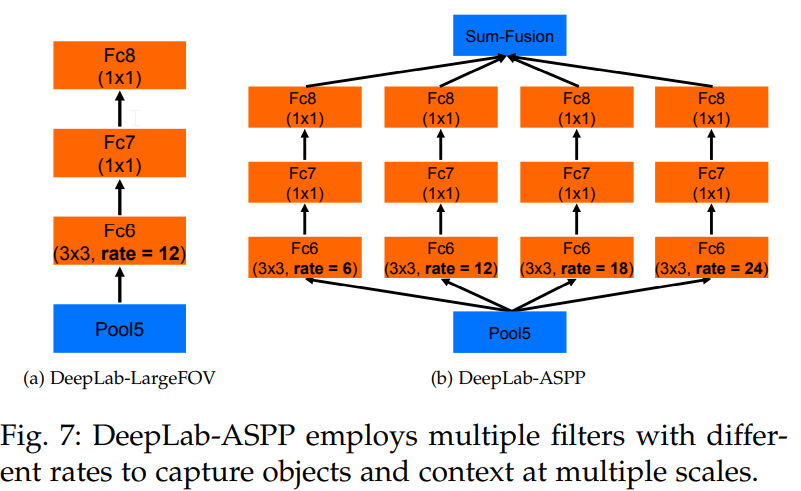 Fc8
(1x1)
Fc7
(1x1)
Fc6
(3x3, rate = 12)
Pool5
(a) DeepLab-LargeFOV
Sum-Fusion
Fc8
(1x1)
Fc8
(1x1)
Fc8
(1x1)
Fc8
(1x1)
Fc7
(1x1)
Fc7
(1x1)
Fc7
(1x1)
Fc7
(1x1)
Fc6
(3x3, rate = 6)
Fc6
(3x3, rate = 12)
Fc6
(3x3, rate = 18)
Fc6
(3x3, rate = 24)
Pool5
(b) DeepLab-ASPP
Fig. 7: DeepLab-ASPP employs multiple filters with differ-
ent rates to capture objects and context at multiple scales.